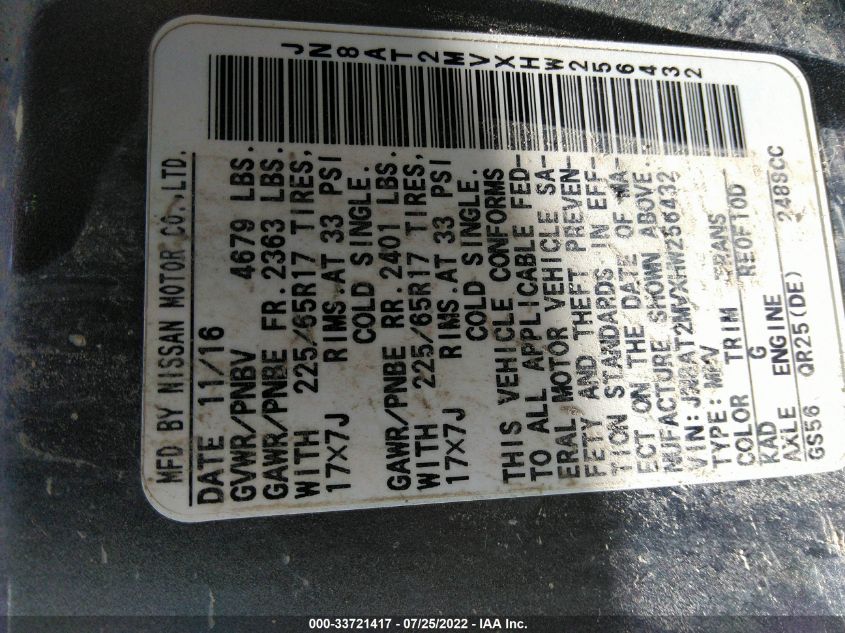 JN8AT2MVXHW256432
MFD BY NISSAN MOTOR CO., LTD.
DATE 11/16
GVWR/PNBV 4679 LBS.
GAWR/PNBE FR. 2363 LBS.
WITH 225/65R17 TIRES,
17X7J RIMS. AT 33 PSI
COLD SINGLE.
GAWR/PNBE RR. 2401 LBS.
WITH 225/65R17 TIRES,
17X7J RIMS. AT 33 PSI
COLD SINGLE.
THIS VEHICLE CONFORMS
TO ALL APPLICABLE FED-
ERAL MOTOR VEHICLE SA-
FETY AND THEFT PREVEN-
TION STANDARDS IN EFF-
ECT ON THE DATE OF MA-
NUFACTURE SHOWN ABOVE.
VIN: JN8AT2MVXHW256432
TYPE: MPV
COLOR TRIM TRANS
KAD G RE0F10D
AXLE ENGINE
GS56 QR25(DE) 2488CC
000-33721417 - 07/25/2022 - IAA Inc.